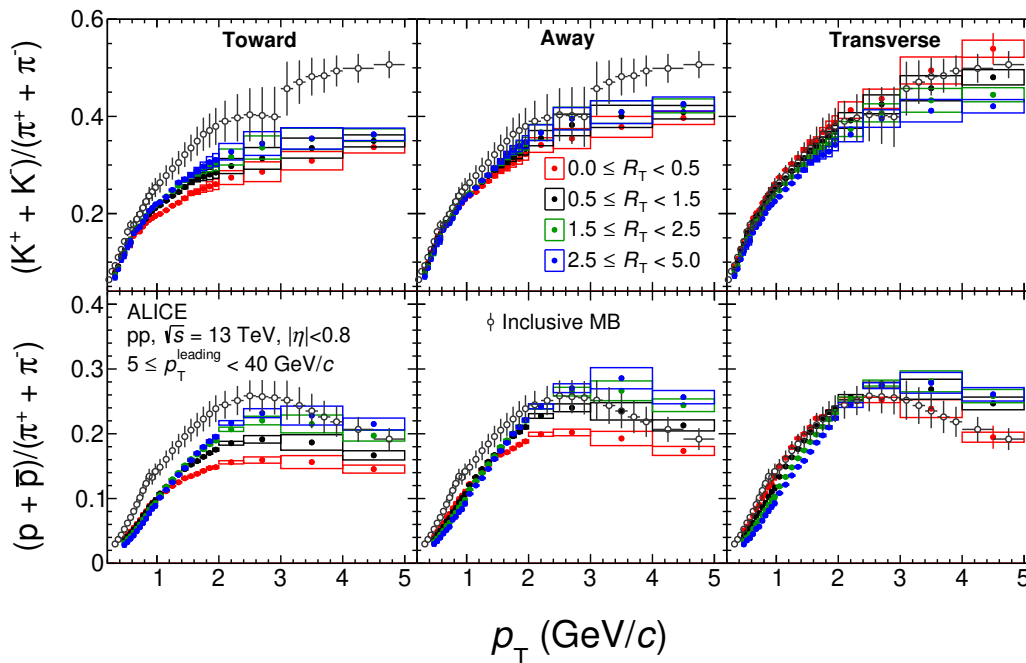 Toward
Away
Transverse
(K⁺ + K⁻)/(π⁺ + π⁻)
0.6
0.4
0.2
0.0 ≤ R_T < 0.5
0.5 ≤ R_T < 1.5
1.5 ≤ R_T < 2.5
2.5 ≤ R_T < 5.0
(p + p̅)/(π⁺ + π⁻)
0.4
0.3
0.2
0.1
0
ALICE
pp, √s = 13 TeV, |η|<0.8
5 ≤ p_T^leading < 40 GeV/c
Inclusive MB
1 2 3 4 5 1 2 3 4 5 1 2 3 4 5
p_T (GeV/c)